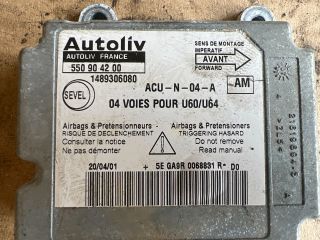 Autoliv
AUTOLIV FRANCE
550 90 42 00
1489306080
SENS DE MONTAGE
IMPERATIF
AVANT
FORWARD
SEVEL
ACU-N-04-A
AM
04 VOIES POUR U60/U64
Airbags & Pretensionneurs
RISQUE DE DECLENCHEMENT
Consulter la notice
Ne pas démonter
Airbags & Pretensioners
TRIGGERING HASARD
Do not remove
Read manual
20/04/01
+ 5E GA9R 0068831 R- D0